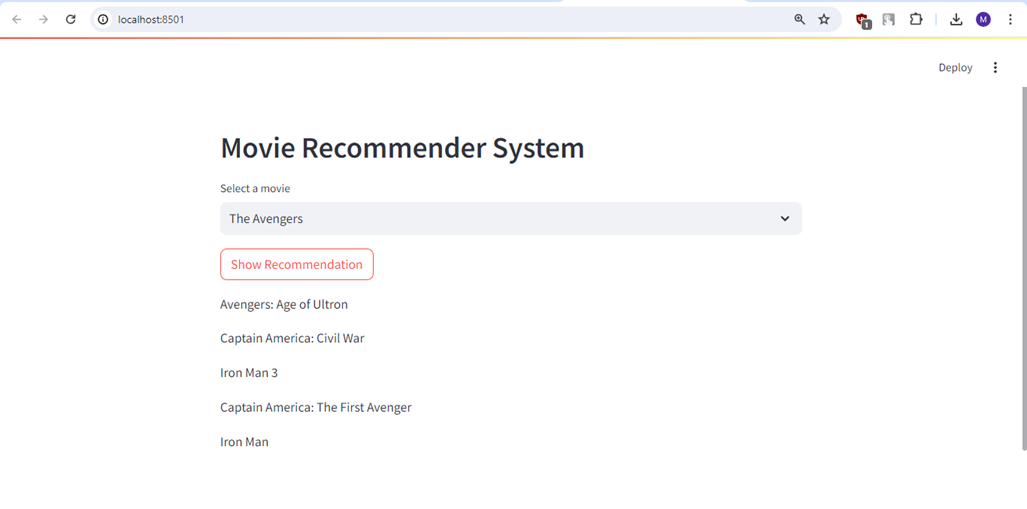 localhost:8501
1
M
Deploy
Movie Recommender System
Select a movie
The Avengers
Show Recommendation
Avengers: Age of Ultron
Captain America: Civil War
Iron Man 3
Captain America: The First Avenger
Iron Man